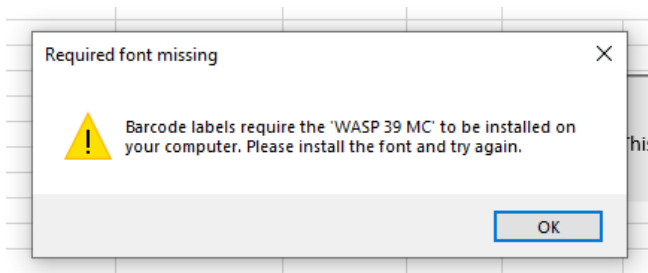 Required font missing
Barcode labels require the 'WASP 39 MC' to be installed on
your computer. Please install the font and try again.
OK